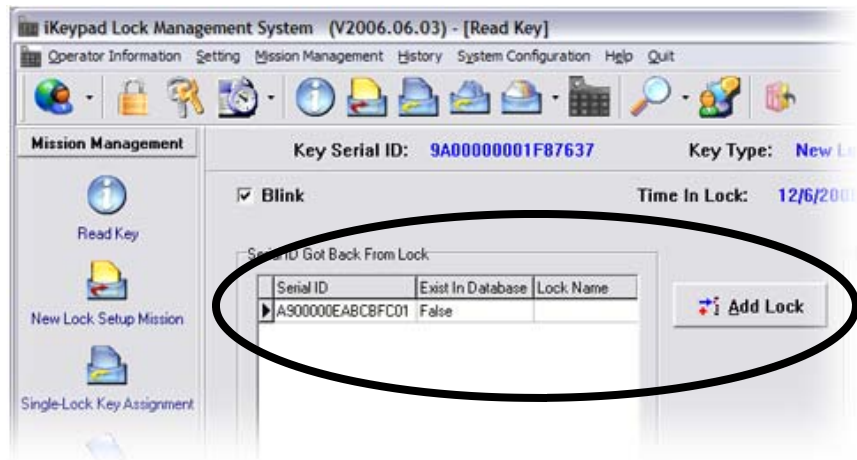 iKeypad Lock Management System (V2006.06.03) - [Read Key]
Operator Information Setting Mission Management History System Configuration Help Quit
Mission Management
Key Serial ID: 9A00000001F87637 Key Type: New
Blink Time In Lock:
Read Key
Serial ID Got Back From Lock
Serial ID Exist In Database Lock Name
A900000EABCBFC01 False
Add Lock
New Lock Setup Mission
Single-Lock Key Assignment